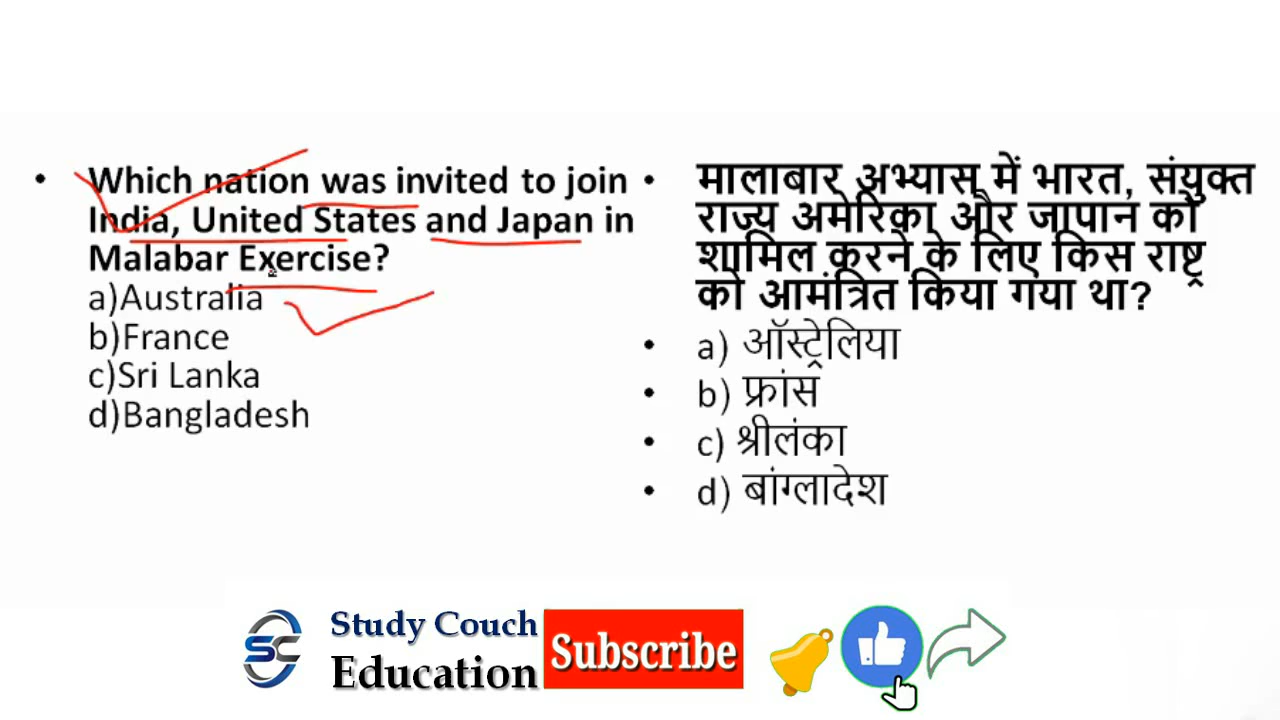 • Which nation was invited to join
India, United States and Japan in
Malabar Exercise?
a)Australia
b)France
c)Sri Lanka
d)Bangladesh
• मालाबार अभ्यास में भारत, संयुक्त
राज्य अमेरिका और जापान को
शामिल करने के लिए किस राष्ट्र
को आमंत्रित किया गया था?
• a) ऑस्ट्रेलिया
• b) फ्रांस
• c) श्रीलंका
• d) बांग्लादेश
SC
Study Couch
Education
Subscribe